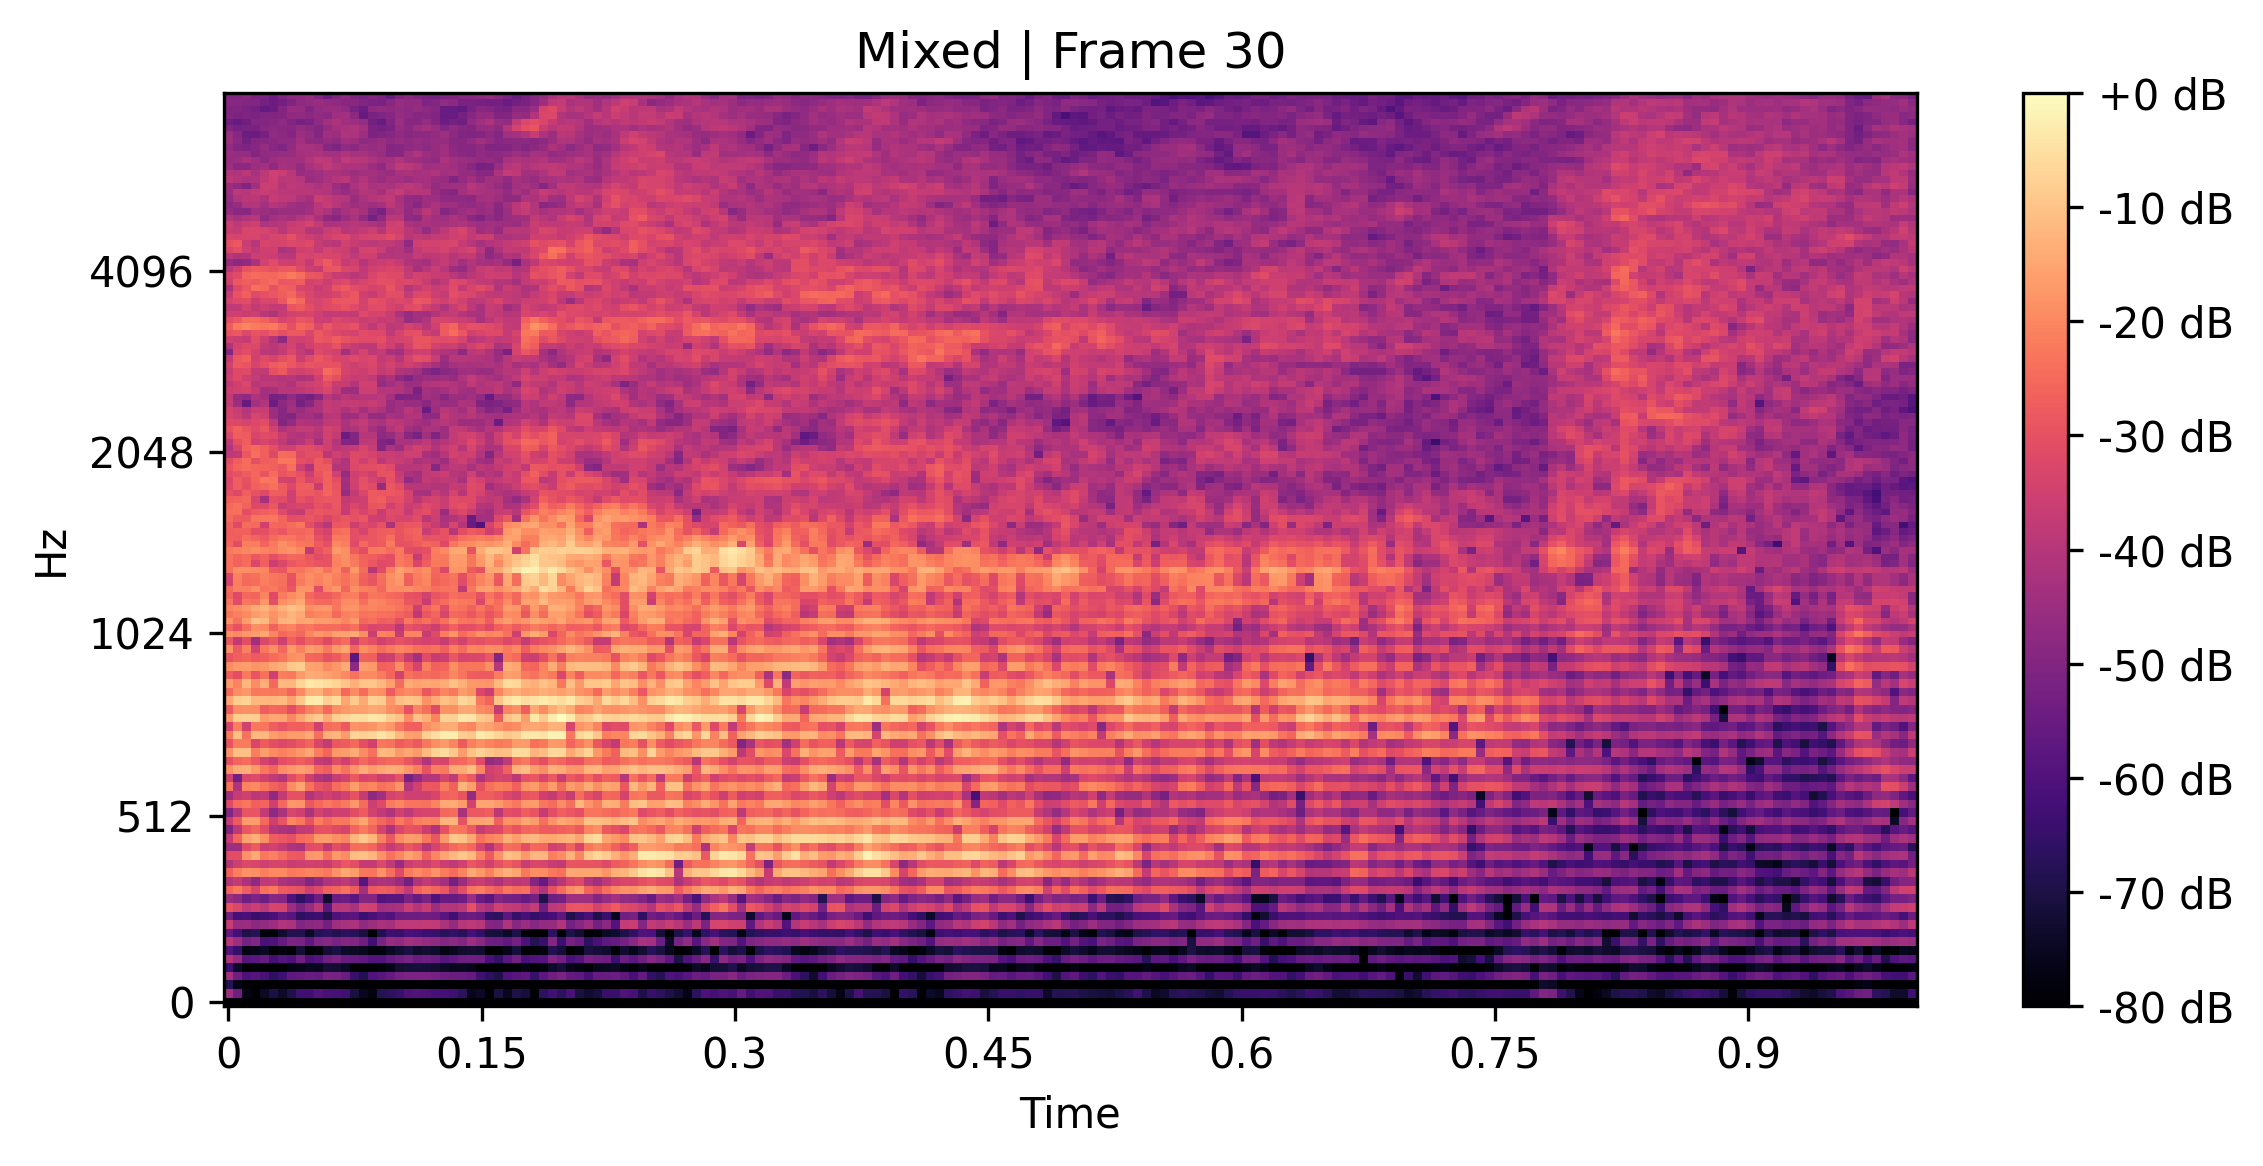 Mixed | Frame 30
+0 dB
-10 dB
-20 dB
-30 dB
-40 dB
-50 dB
-60 dB
-70 dB
-80 dB
Hz
4096
2048
1024
512
0
0 0.15 0.3 0.45 0.6 0.75 0.9
Time